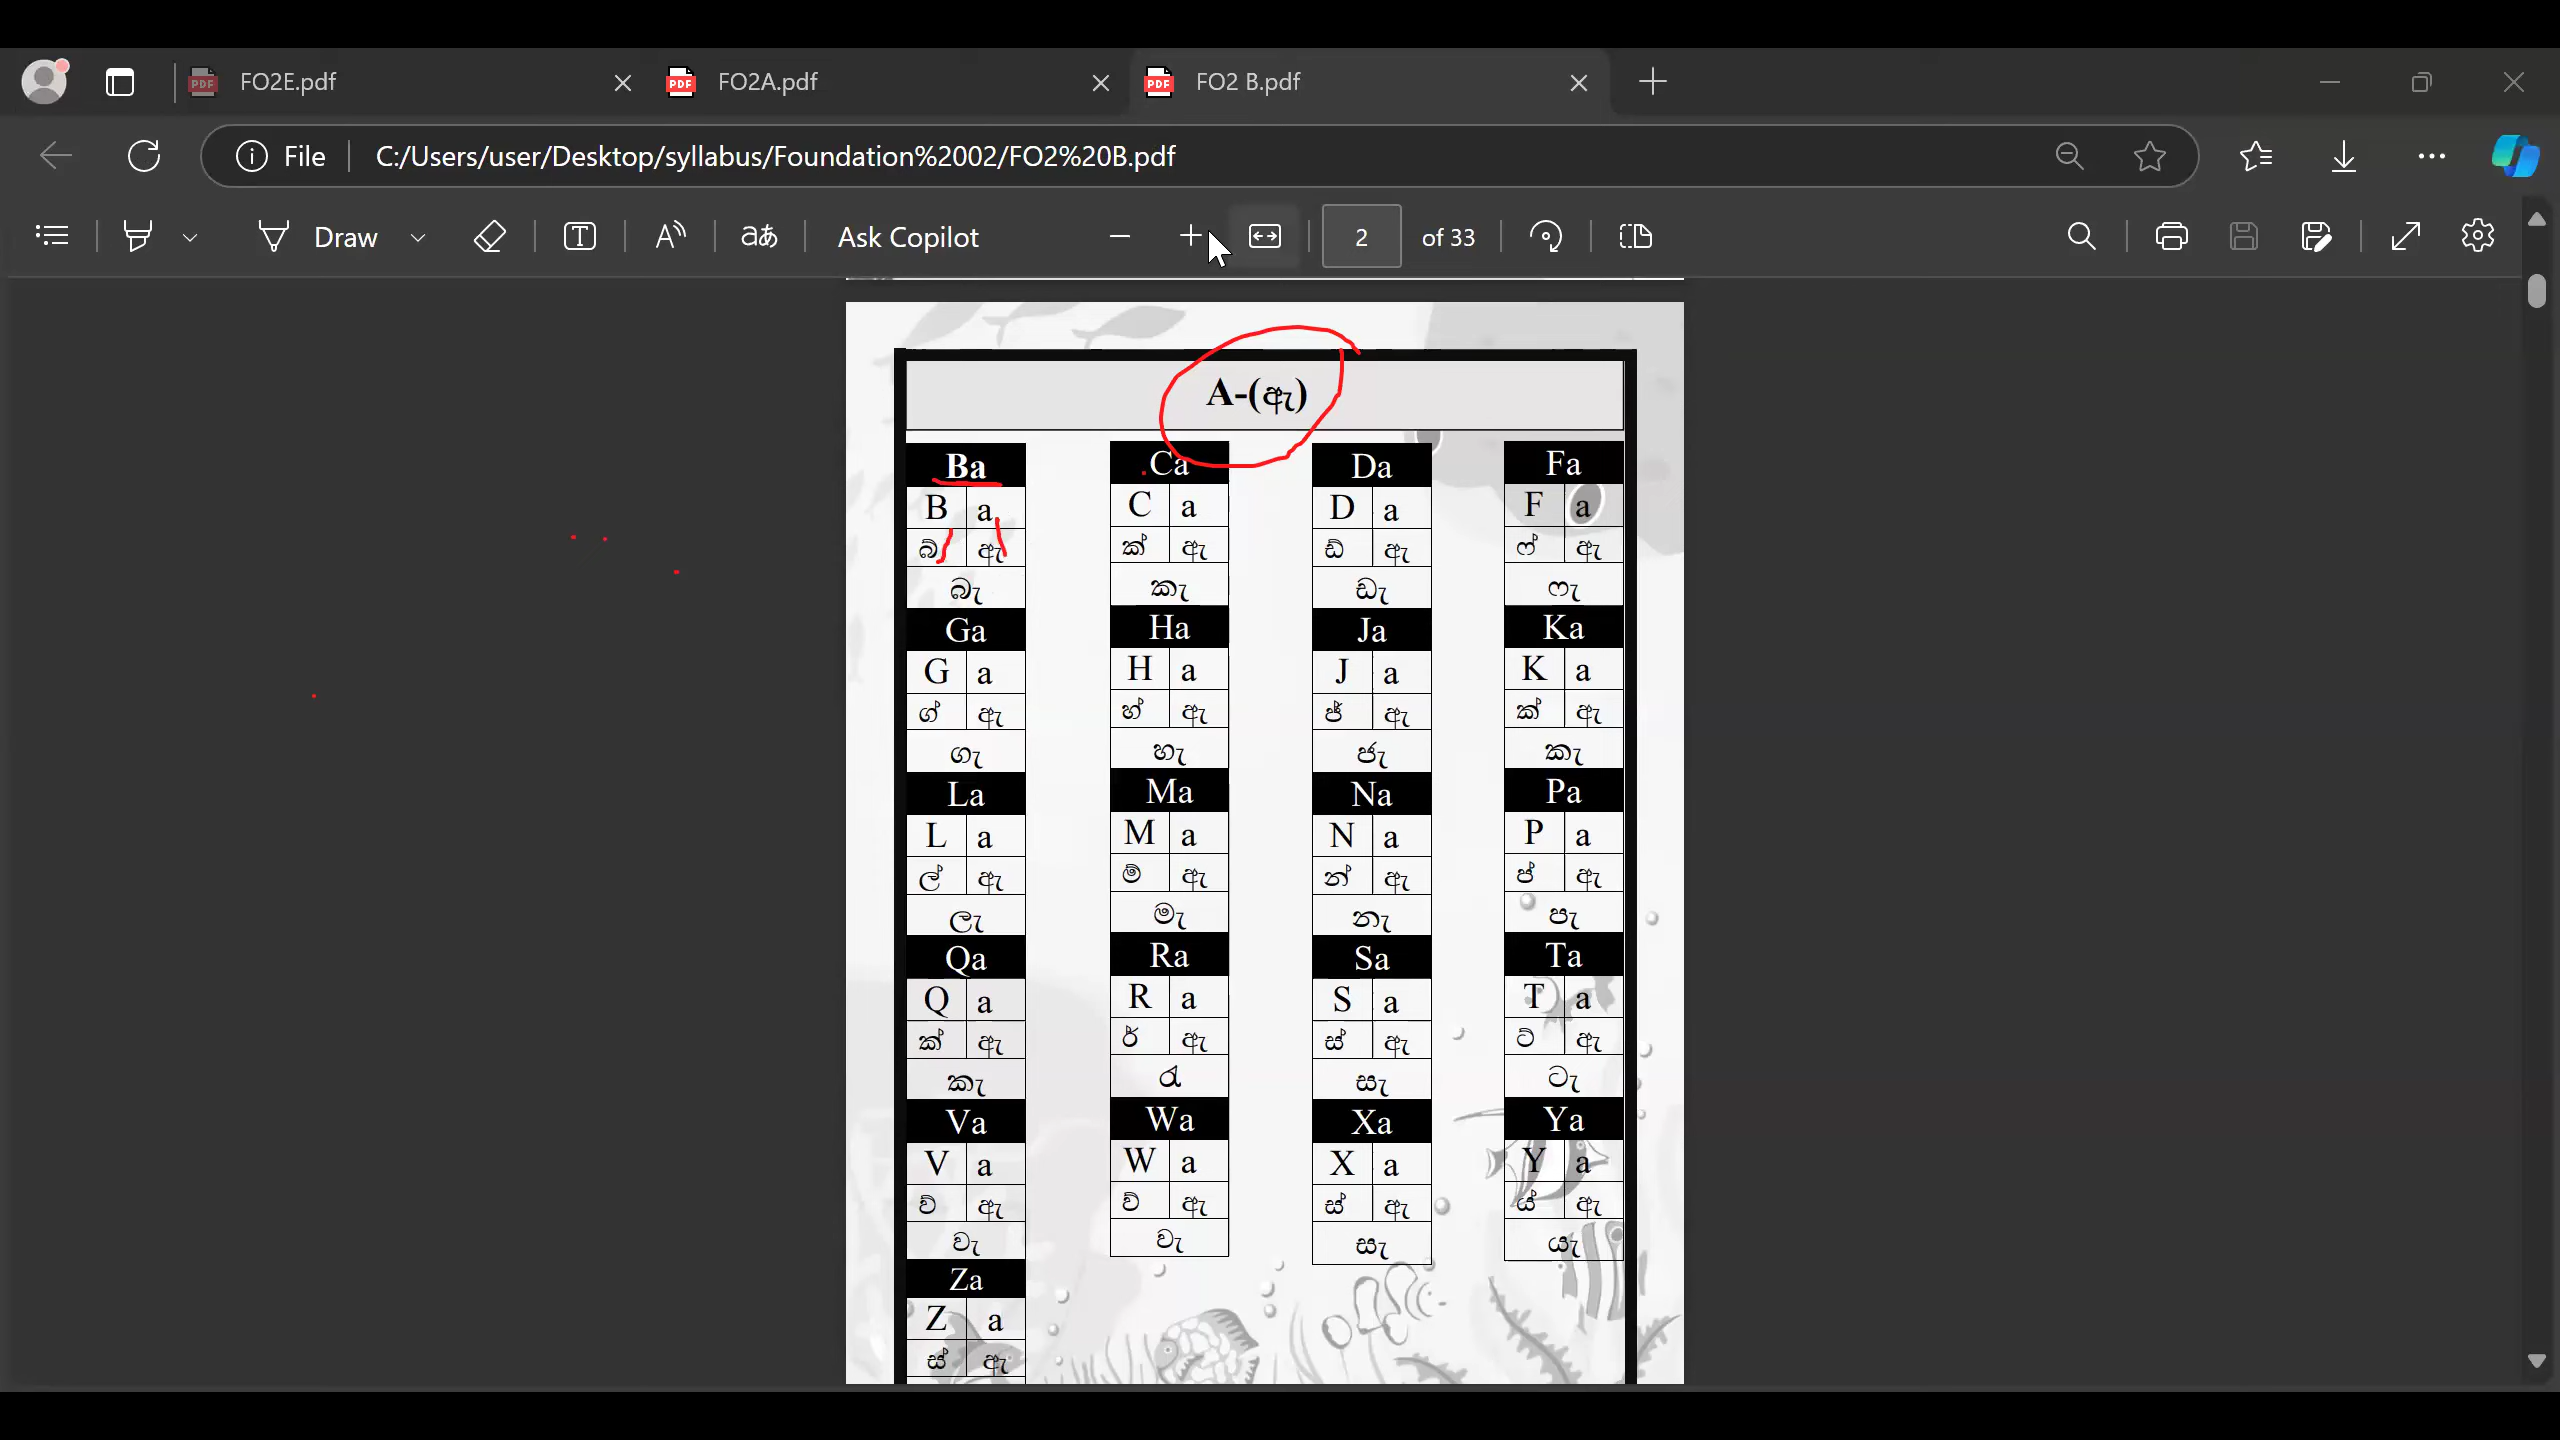 FO2E.pdf FO2A.pdf FO2 B.pdf
File C:/Users/user/Desktop/syllabus/Foundation%2002/FO2%20B.pdf
Draw T aあ Ask Copilot 2 of 33
A-(ඇ)
Ba Ca Da Fa
B a C a D a F a
බ් ඇ ක් ඇ ඩ් ඇ ෆ් ඇ
බැ කැ ඩැ ෆැ
Ga Ha Ja Ka
G a H a J a K a
ග් ඇ හ් ඇ ජ් ඇ ක් ඇ
ගැ හැ ජැ කැ
La Ma Na Pa
L a M a N a P a
ල් ඇ ම් ඇ න් ඇ ප් ඇ
ලැ මැ නැ පැ
Qa Ra Sa Ta
Q a R a S a T a
ක් ඇ ර් ඇ ස් ඇ ට් ඇ
කැ රැ සැ ටැ
Va Wa Xa Ya
V a W a X a Y a
ව් ඇ ව් ඇ ස් ඇ ය් ඇ
වැ වැ සැ යැ
Za
Z a
ස් ඇ